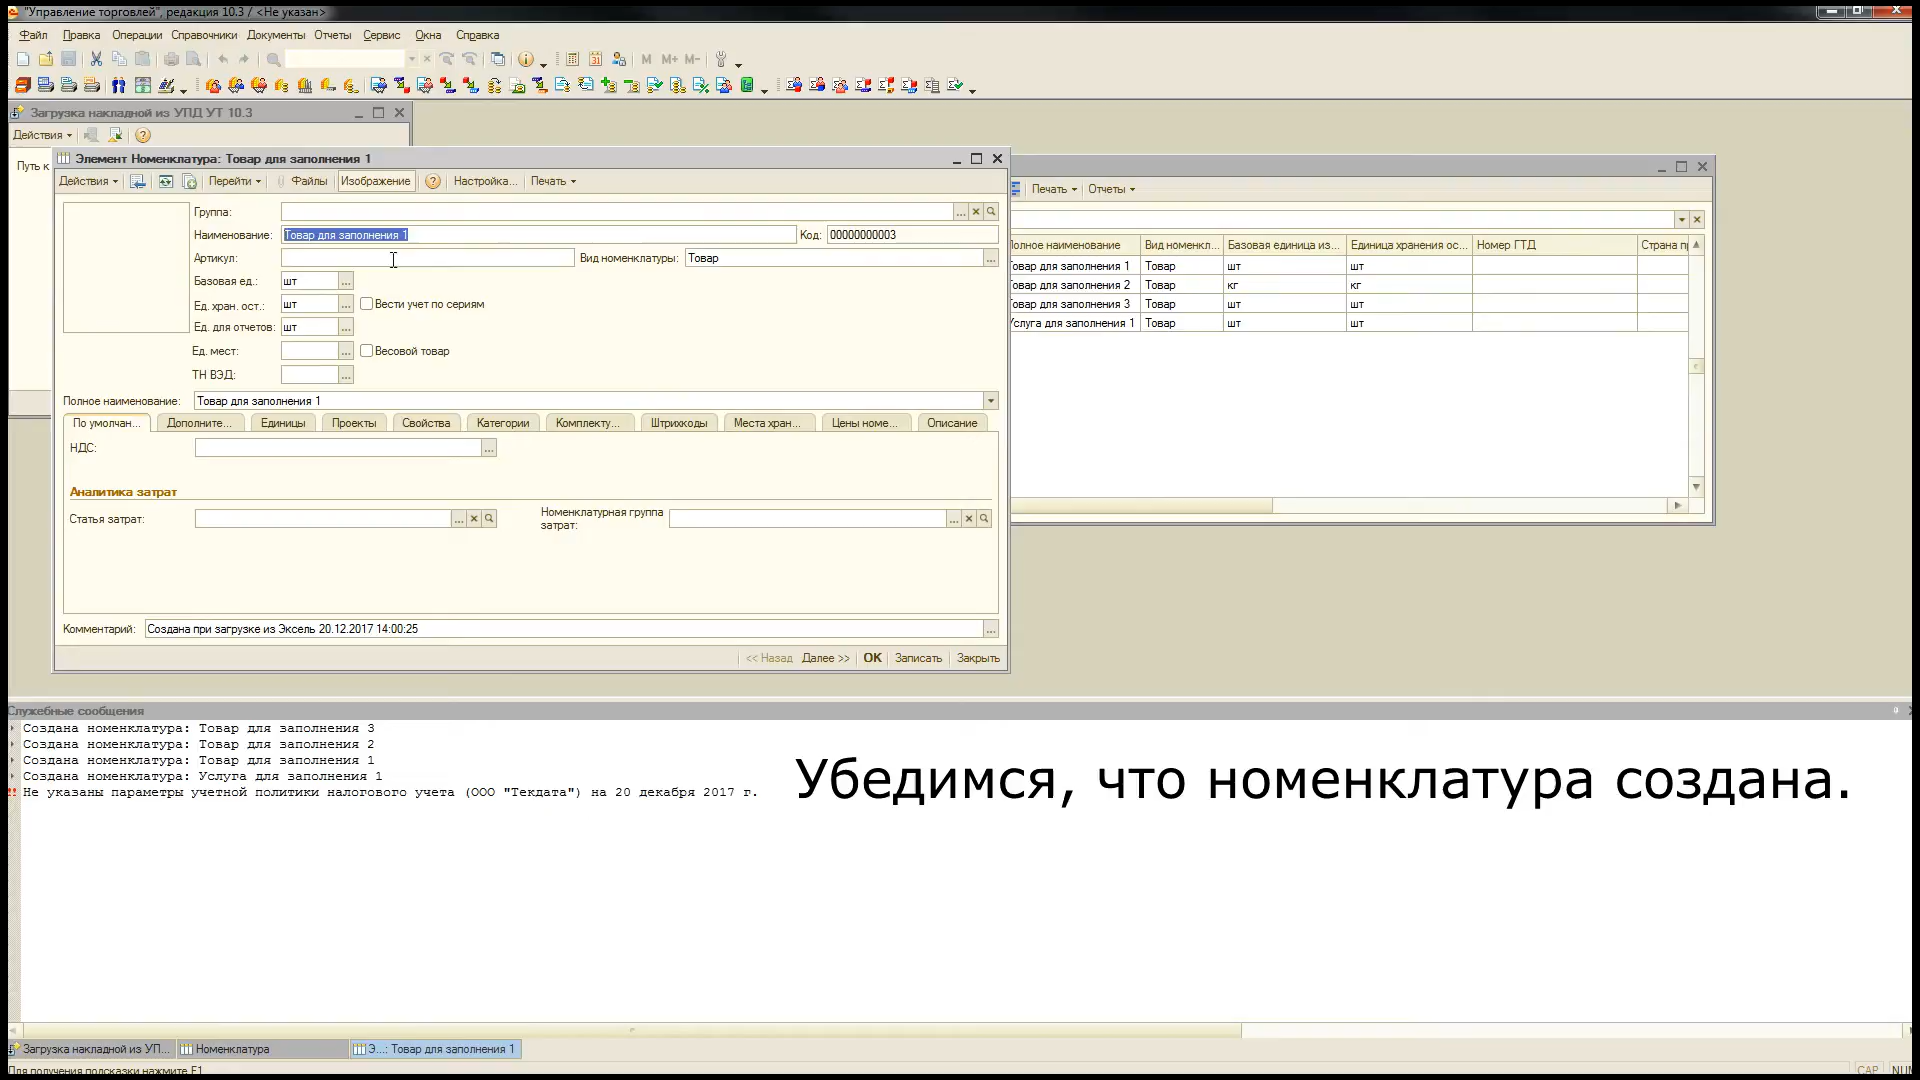 "Управление торговлей", редакция 10.3 / <Не указан>
Файл Правка Операции Справочники Документы Отчеты Сервис Окна Справка
M M+ M-
Загрузка накладной из УПД УТ 10.3
Действия
Путь к
Элемент Номенклатура: Товар для заполнения 1
Действия Перейти Файлы Изображение Настройка... Печать
Печать Отчеты
Группа:
Наименование: Товар для заполнения 1 Код: 00000000003
Артикул: Вид номенклатуры: Товар
Базовая ед.: шт
Ед. хран. ост.: шт Вести учет по сериям
Ед. для отчетов: шт
Ед. мест: Весовой товар
ТН ВЭД:
Полное наименование: Товар для заполнения 1
По умолчан... Дополните... Единицы Проекты Свойства Категории Комплекту... Штрихкоды Места хран... Цены номе... Описание
НДС:
Аналитика затрат
Статья затрат: Номенклатурная группа затрат:
Комментарий: Создана при загрузке из Эксель 20.12.2017 14:00:25
<< Назад Далее >> OK Записать Закрыть
Полное наименование Вид номенкл... Базовая единица из... Единица хранения ос... Номер ГТД Страна п
Товар для заполнения 1 Товар шт шт
Товар для заполнения 2 Товар кг кг
Товар для заполнения 3 Товар шт шт
Услуга для заполнения 1 Товар шт шт
Служебные сообщения
Создана номенклатура: Товар для заполнения 3
Создана номенклатура: Товар для заполнения 2
Создана номенклатура: Товар для заполнения 1
Создана номенклатура: Услуга для заполнения 1
!! Не указаны параметры учетной политики налогового учета (ООО "Текдата") на 20 декабря 2017 г.
Убедимся, что номенклатура создана.
Загрузка накладной из УП... Номенклатура Э...: Товар для заполнения 1
Для получения подсказки нажмите F1
CAP NUM